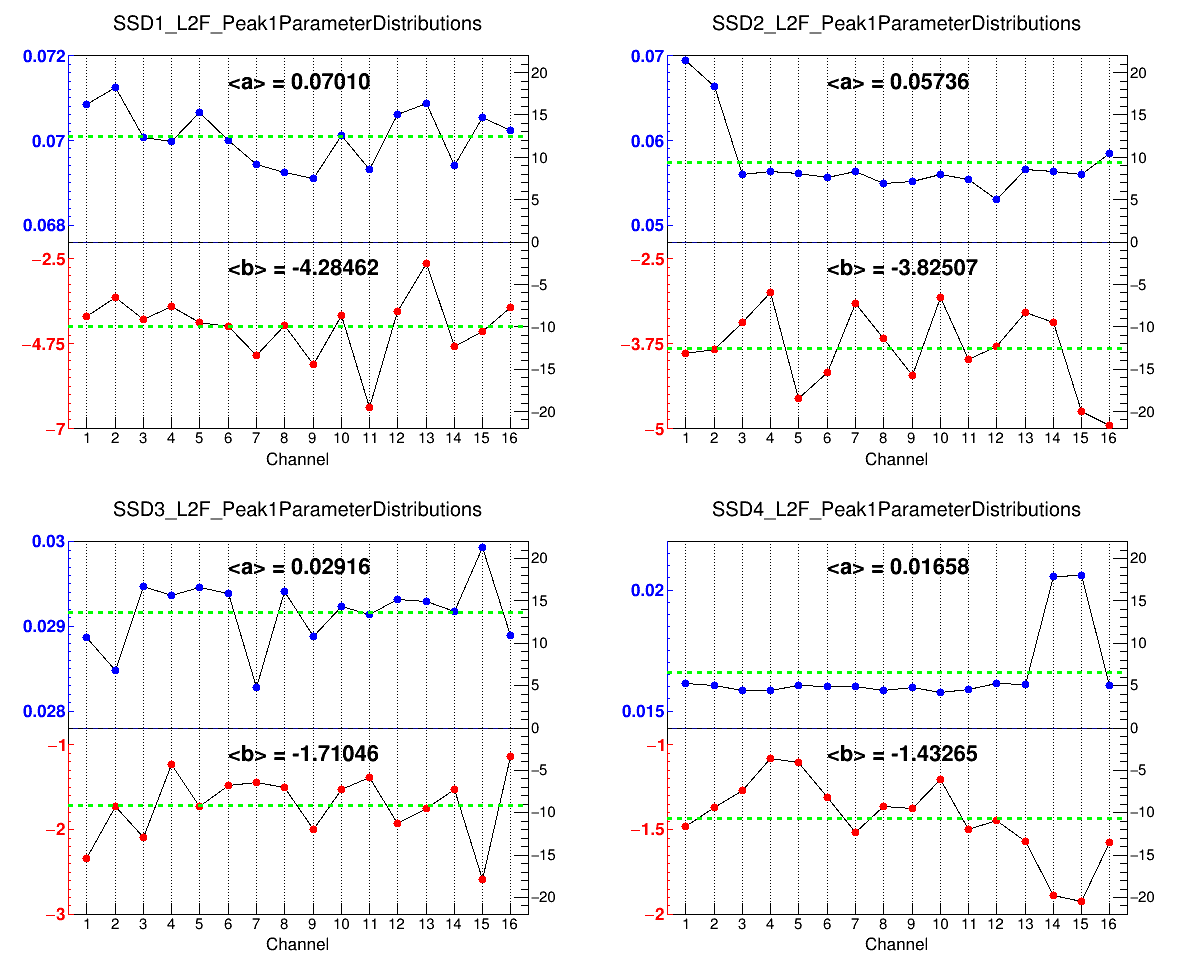 SSD1_L2F_Peak1ParameterDistributions
0.072
0.07
0.068
<a> = 0.07010
20
15
10
5
0
−2.5
−4.75
−7
<b> = -4.28462
−5
−10
−15
−20
1 2 3 4 5 6 7 8 9 10 11 12 13 14 15 16
Channel
SSD2_L2F_Peak1ParameterDistributions
0.07
0.06
0.05
<a> = 0.05736
20
15
10
5
0
−2.5
−3.75
−5
<b> = -3.82507
−5
−10
−15
−20
1 2 3 4 5 6 7 8 9 10 11 12 13 14 15 16
Channel
SSD3_L2F_Peak1ParameterDistributions
0.03
0.029
0.028
<a> = 0.02916
20
15
10
5
0
−1
−2
−3
<b> = -1.71046
−5
−10
−15
−20
1 2 3 4 5 6 7 8 9 10 11 12 13 14 15 16
Channel
SSD4_L2F_Peak1ParameterDistributions
0.02
0.015
<a> = 0.01658
20
15
10
5
0
−1
−1.5
−2
<b> = -1.43265
−5
−10
−15
−20
1 2 3 4 5 6 7 8 9 10 11 12 13 14 15 16
Channel